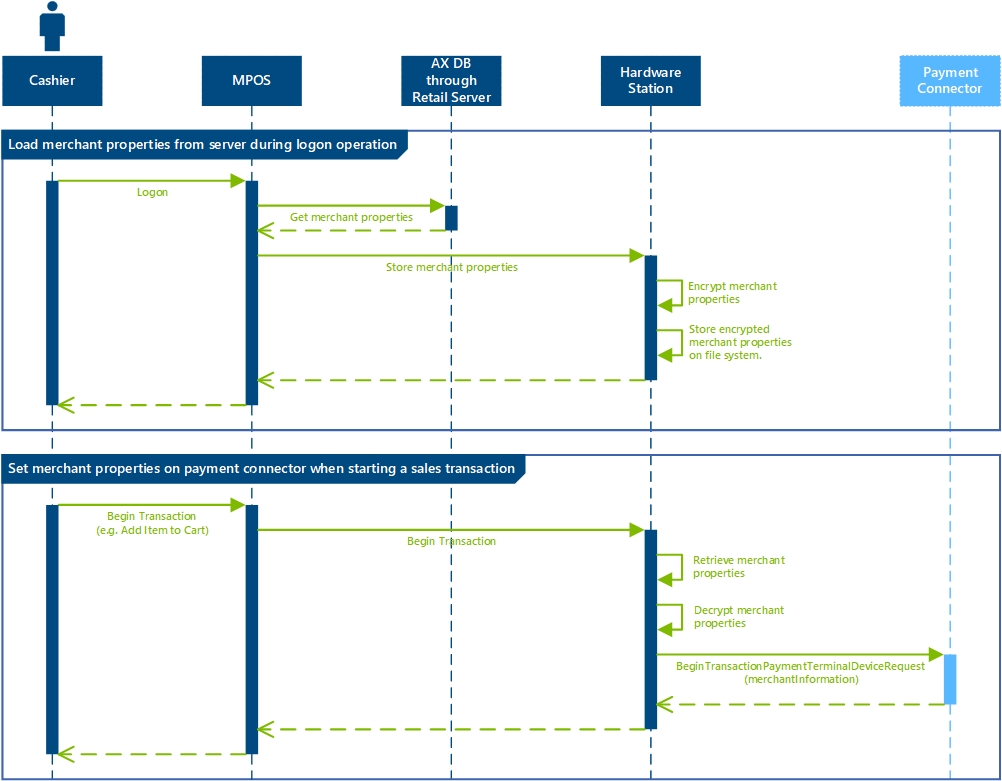 Cashier
MPOS
AX DB
through
Retail Server
Hardware
Station
Payment
Connector
Load merchant properties from server during logon operation
Logon
Get merchant properties
Store merchant properties
Encrypt merchant
properties
Store encrypted
merchant properties
on file system.
Set merchant properties on payment connector when starting a sales transaction
Begin Transaction
(e.g. Add Item to Cart)
Begin Transaction
Retrieve merchant
properties
Decrypt merchant
properties
BeginTransactionPaymentTerminalDeviceRequest
(merchantInformation)